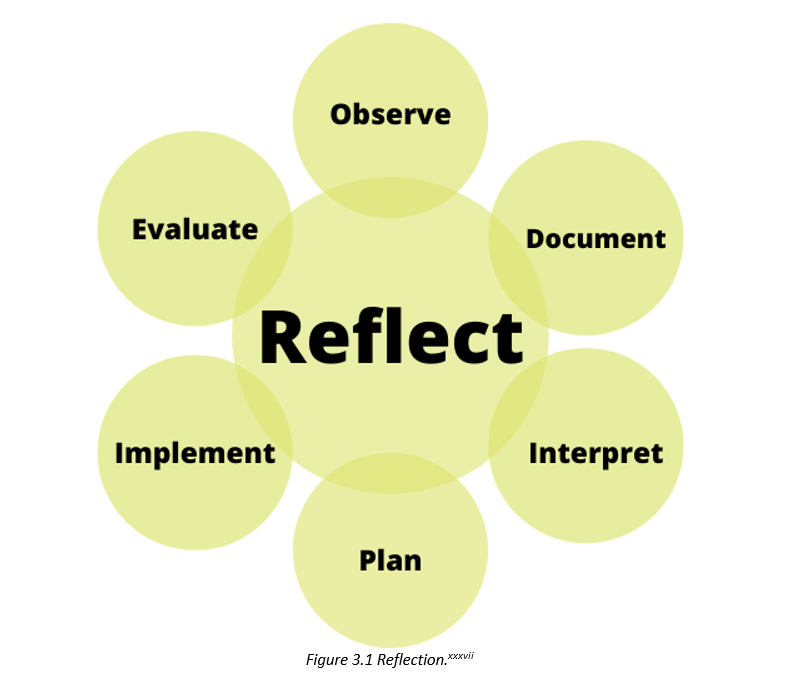 Observe
Document
Interpret
Plan
Implement
Evaluate
Reflect
Figure 3.1 Reflection.xxxvii